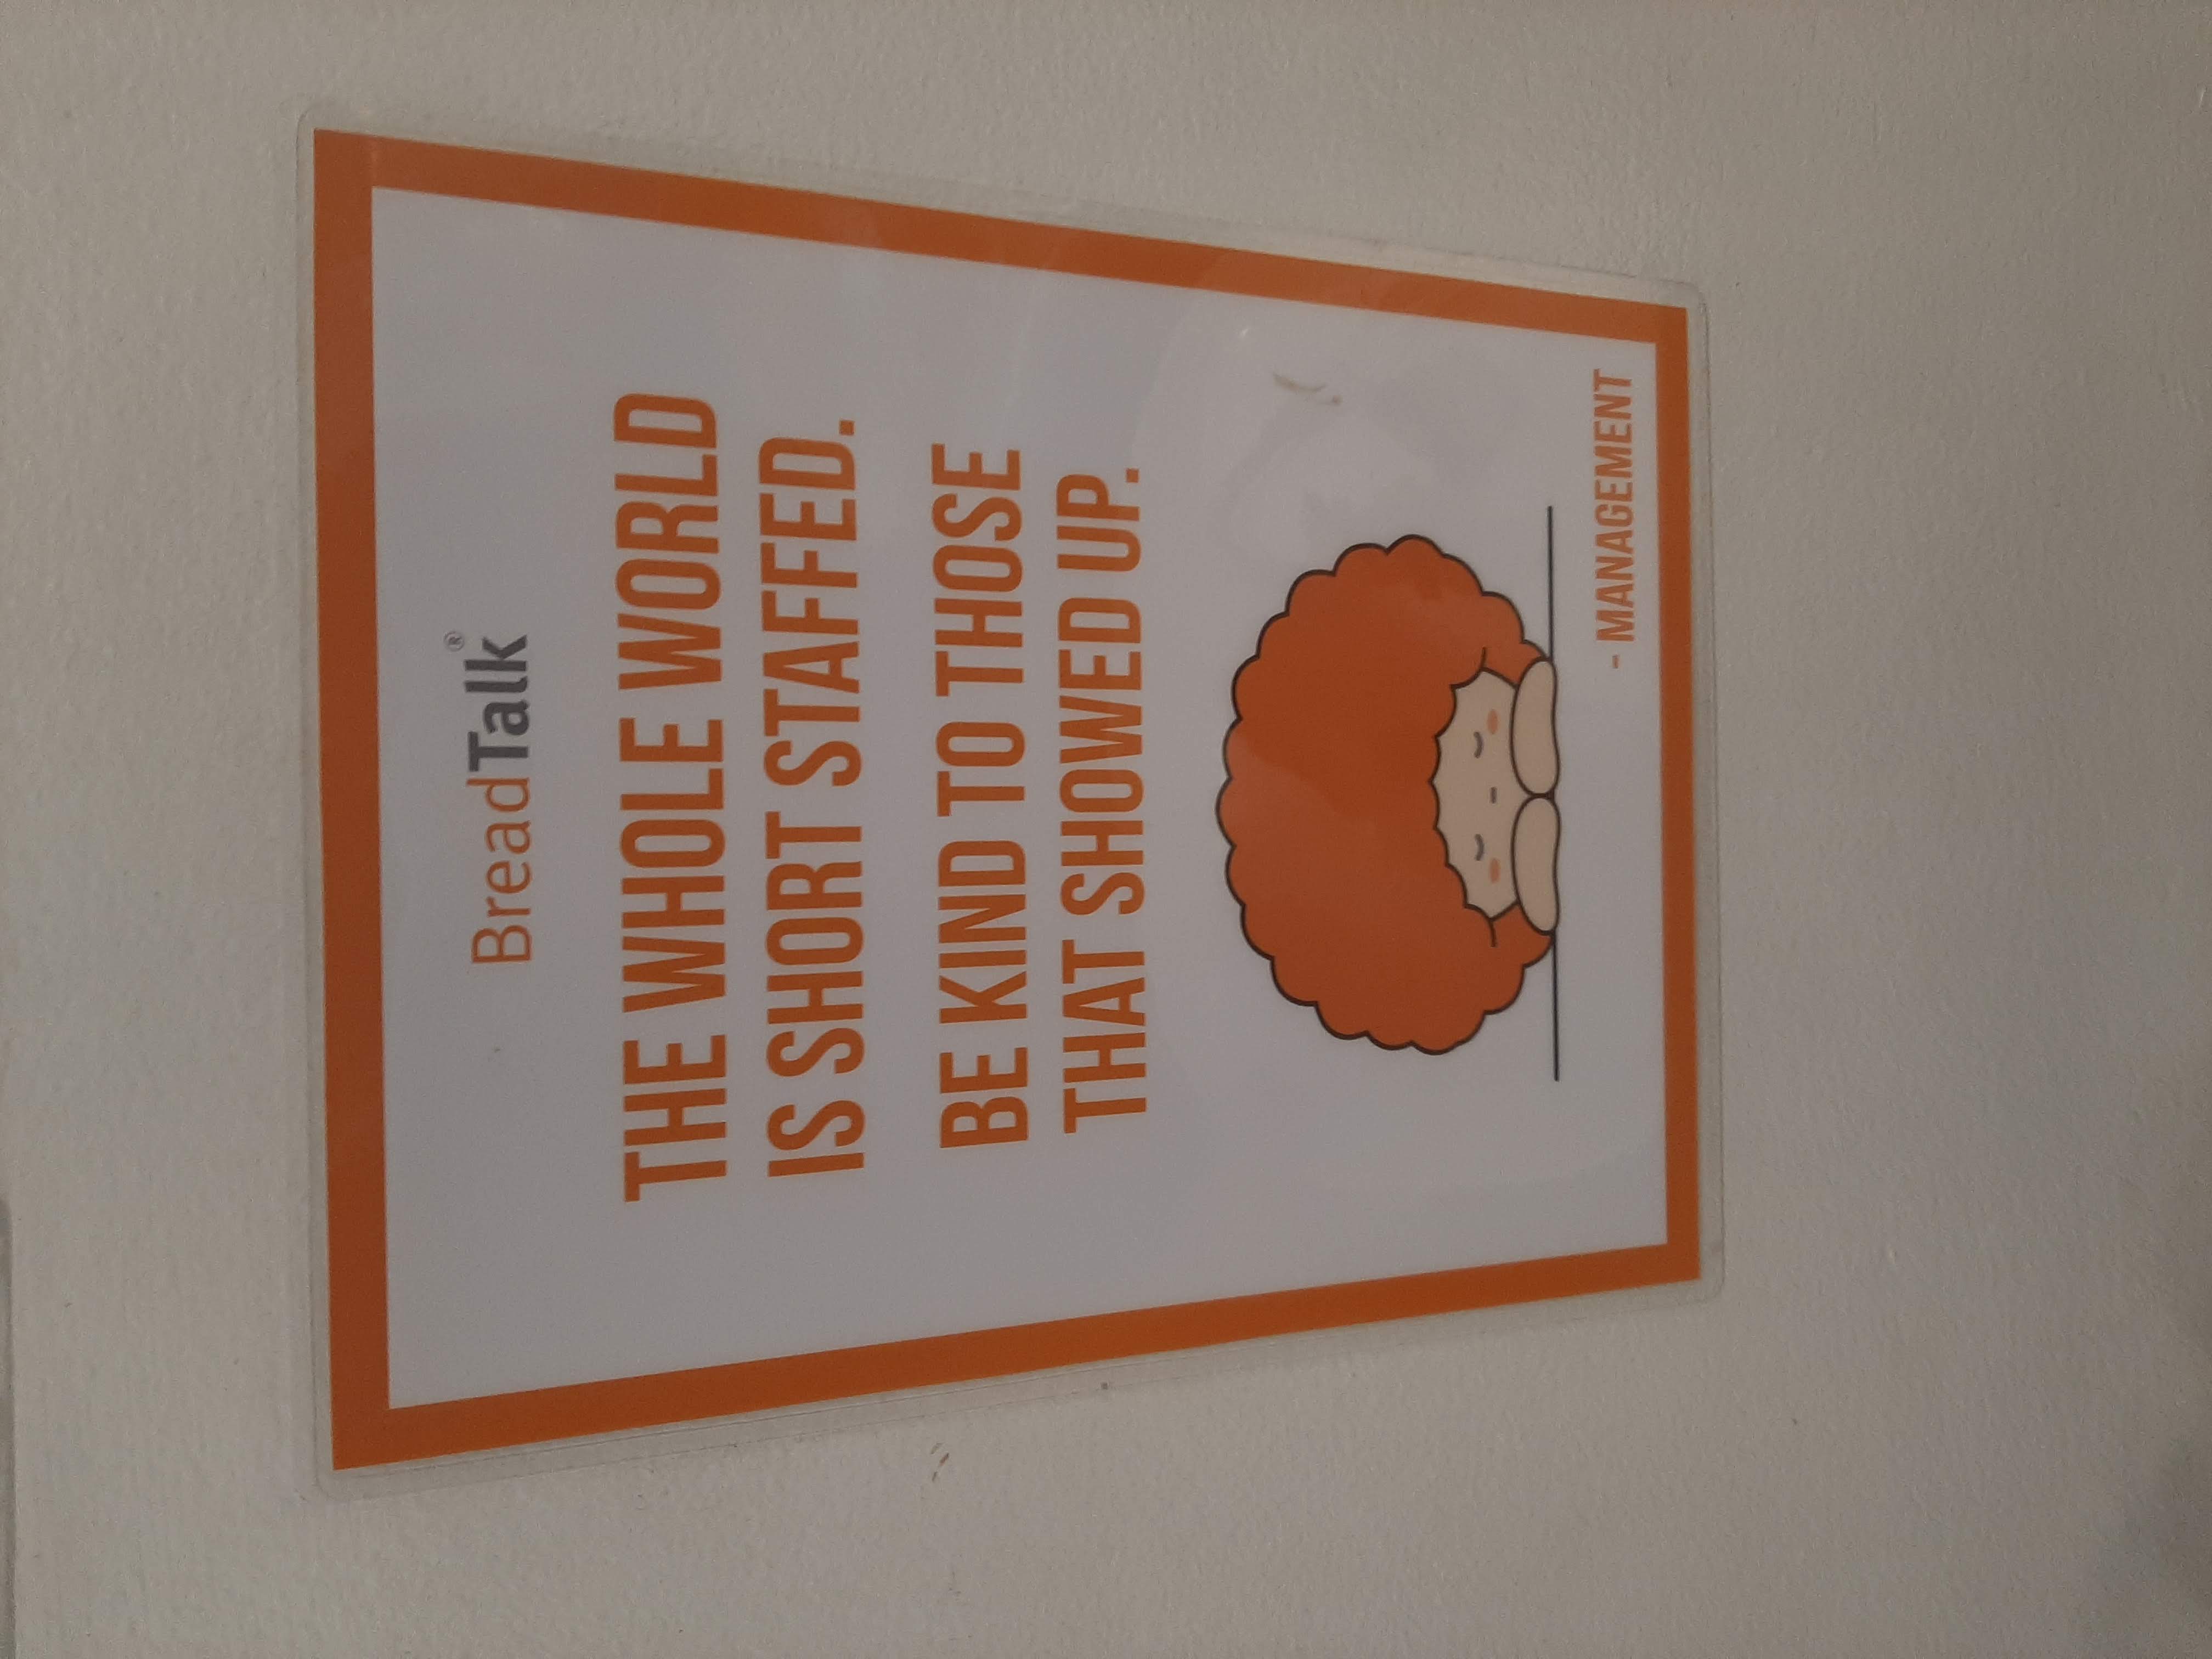 BreadTalk®
THE WHOLE WORLD
IS SHORT STAFFED.
BE KIND TO THOSE
THAT SHOWED UP.
- MANAGEMENT